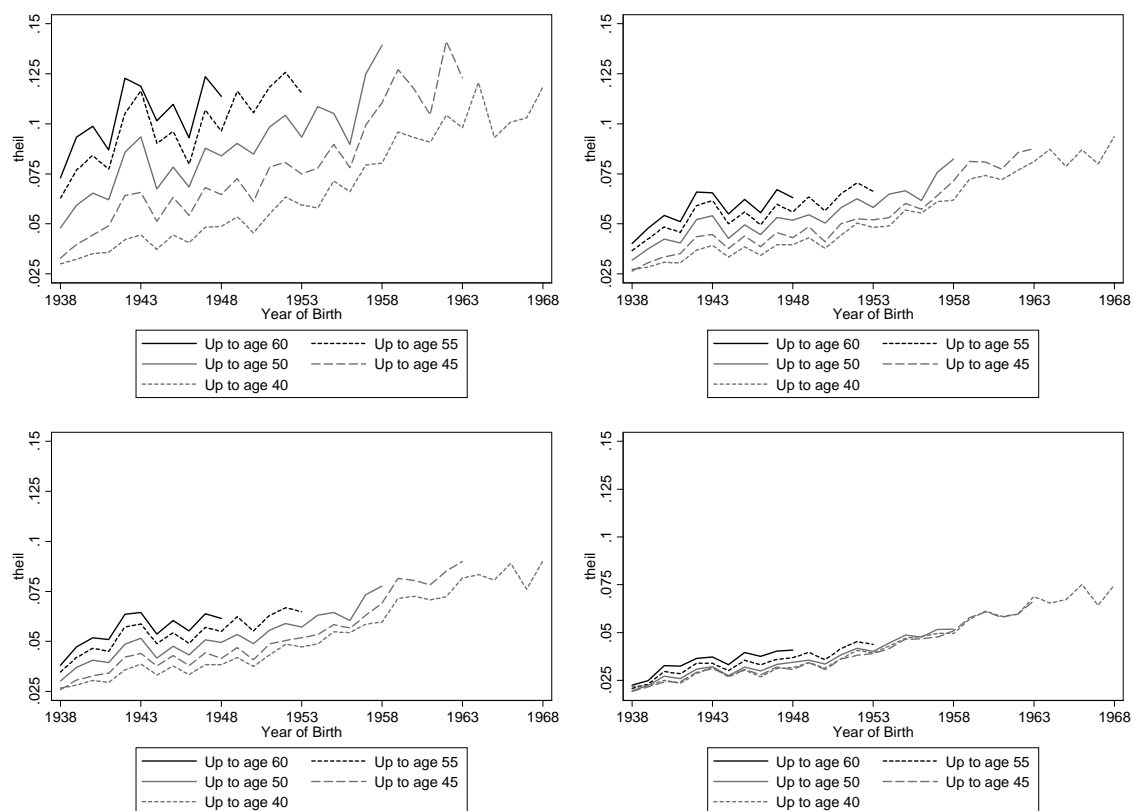 .15
.125
.1
.075
.05
.025
theil
1938 1943 1948 1953 1958 1963 1968
Year of Birth
Up to age 60 Up to age 55
Up to age 50 Up to age 45
Up to age 40
.15
.125
.1
.075
.05
.025
theil
1938 1943 1948 1953 1958 1963 1968
Year of Birth
Up to age 60 Up to age 55
Up to age 50 Up to age 45
Up to age 40
.15
.125
.1
.075
.05
.025
theil
1938 1943 1948 1953 1958 1963 1968
Year of Birth
Up to age 60 Up to age 55
Up to age 50 Up to age 45
Up to age 40
.15
.125
.1
.075
.05
.025
theil
1938 1943 1948 1953 1958 1963 1968
Year of Birth
Up to age 60 Up to age 55
Up to age 50 Up to age 45
Up to age 40